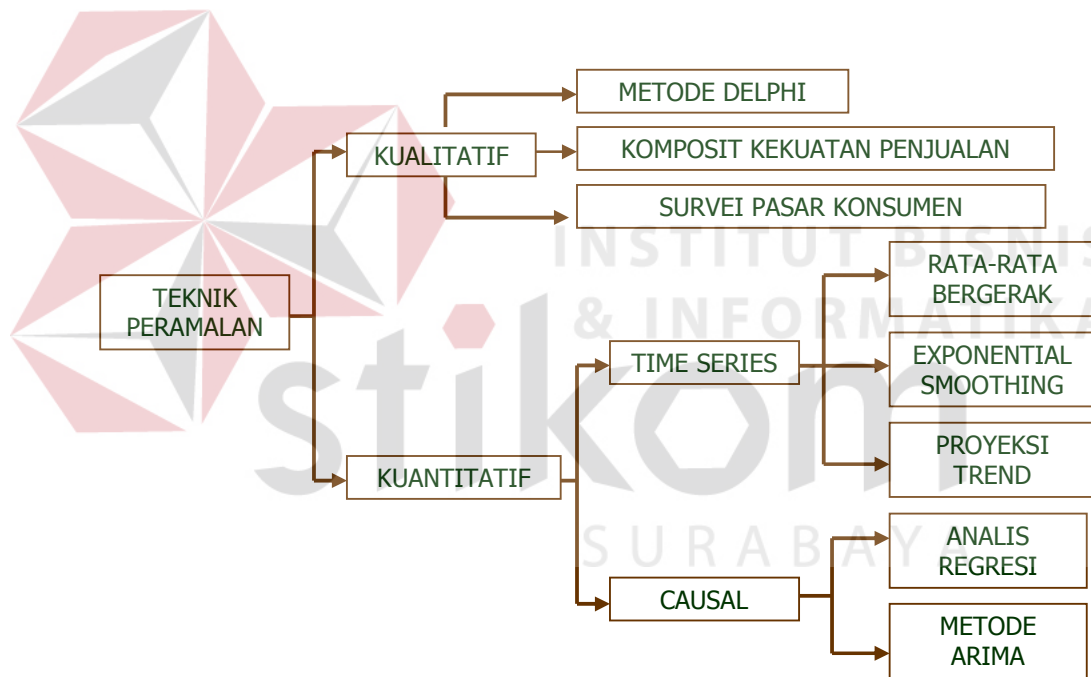 METODE DELPHI
KUALITATIF
KOMPOSIT KEKUATAN PENJUALAN
SURVEI PASAR KONSUMEN
INSTITUT BISNIS
& INFORMATIKA
stikom
SURABAYA
TEKNIK
PERAMALAN
RATA-RATA
BERGERAK
TIME SERIES
EXPONENTIAL
SMOOTHING
KUANTITATIF
PROYEKSI
TREND
ANALIS
REGRESI
CAUSAL
METODE
ARIMA